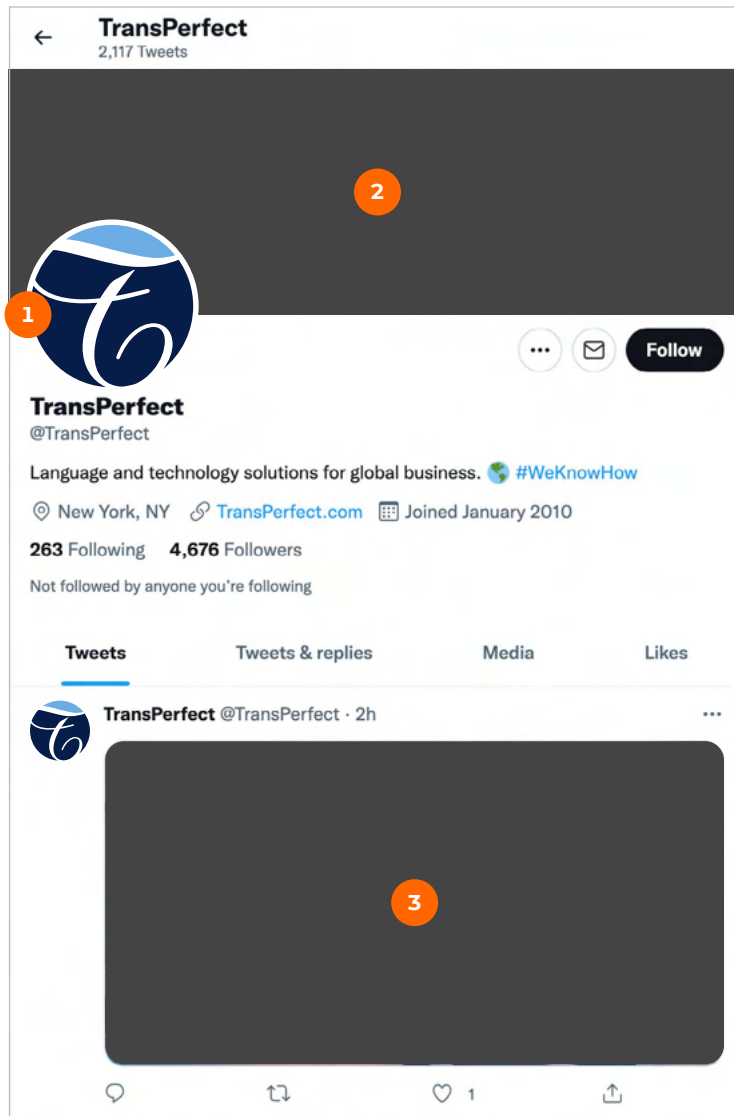 TransPerfect
2,117 Tweets
2
1
Follow
TransPerfect
@TransPerfect
Language and technology solutions for global business. 🌎 #WeKnowHow
New York, NY TransPerfect.com Joined January 2010
263 Following 4,676 Followers
Not followed by anyone you’re following
Tweets Tweets & replies Media Likes
TransPerfect @TransPerfect · 2h
3
1